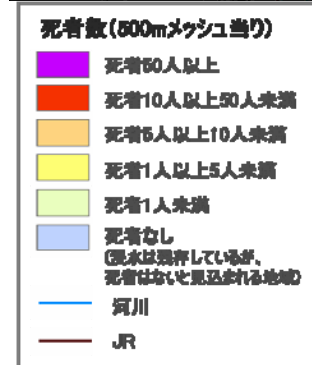 死者数(500mメッシュ当り)
死者50人以上
死者10人以上50人未満
死者5人以上10人未満
死者1人以上5人未満
死者1人未満
死者なし
(浸水は残存しているが、
死者はないと見込まれる地域)
河川
JR